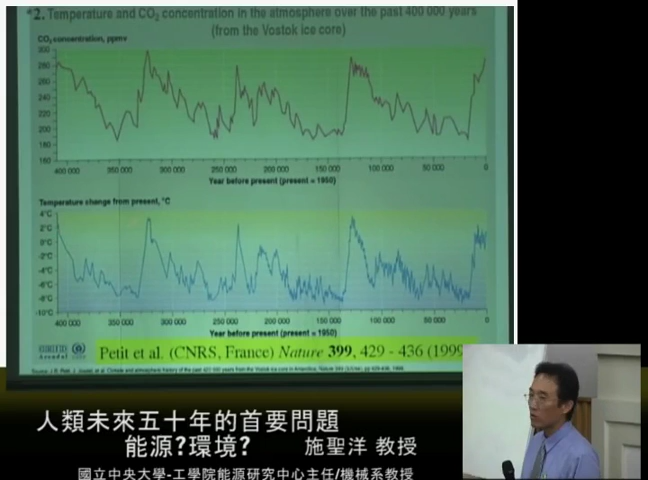 *2. Temperature and CO₂ concentration in the atmosphere over the past 400 000 years
(from the Vostok ice core)
CO₂ concentration, ppmv
300
280
260
240
220
200
180
160
400 000 350 000 300 000 250 000 200 000 150 000 100 000 50 000 0
Year before present (present = 1950)
Temperature change from present, °C
4°C
2°C
0°C
-2°C
-4°C
-6°C
-8°C
-10°C
400 000 350 000 300 000 250 000 200 000 150 000 100 000 50 000 0
Year before present (present = 1950)
Petit et al. (CNRS, France) Nature 399, 429 - 436 (1999
人類未來五十年的首要問題
能源?環境? 施聖洋 教授
國立中央大學-工學院能源研究中心主任/機械系教授